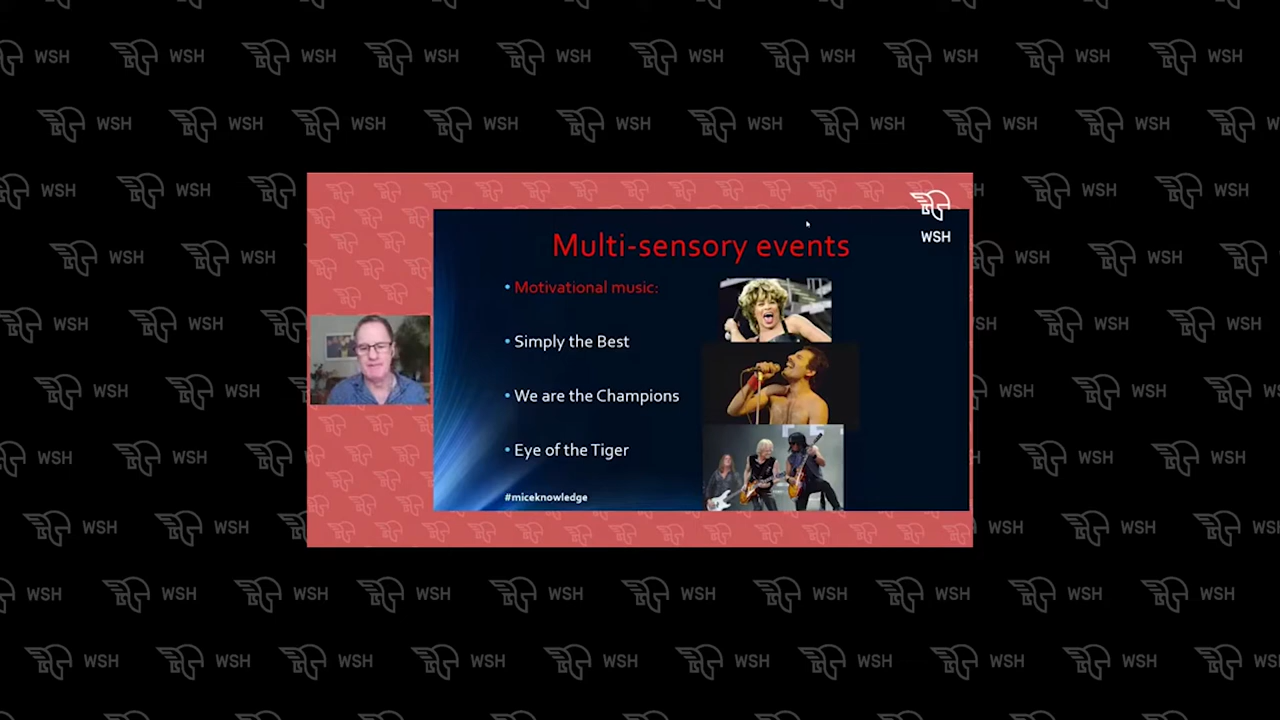 WSH
Multi-sensory events
• Motivational music:
• Simply the Best
• We are the Champions
• Eye of the Tiger
#miceknowledge